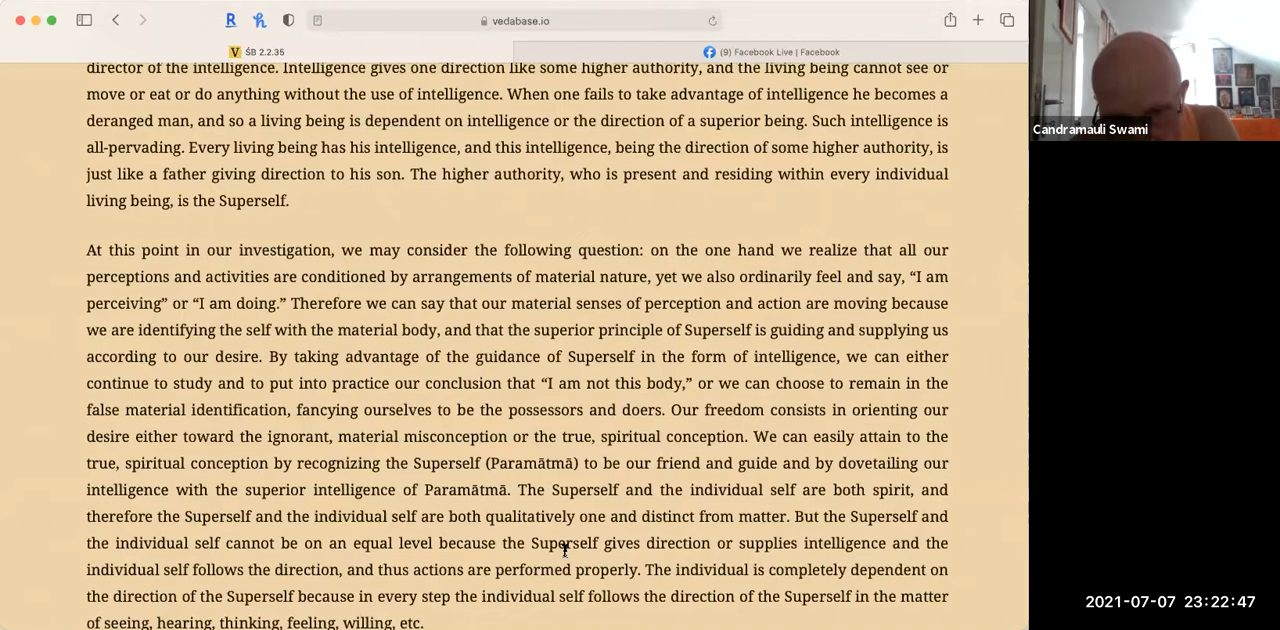 vedabase.io
ŚB 2.2.35
(9) Facebook Live | Facebook
director of the intelligence. Intelligence gives one direction like some higher authority, and the living being cannot see or
move or eat or do anything without the use of intelligence. When one fails to take advantage of intelligence he becomes a
deranged man, and so a living being is dependent on intelligence or the direction of a superior being. Such intelligence is
all-pervading. Every living being has his intelligence, and this intelligence, being the direction of some higher authority, is
just like a father giving direction to his son. The higher authority, who is present and residing within every individual
living being, is the Superself.
At this point in our investigation, we may consider the following question: on the one hand we realize that all our
perceptions and activities are conditioned by arrangements of material nature, yet we also ordinarily feel and say, “I am
perceiving” or “I am doing.” Therefore we can say that our material senses of perception and action are moving because
we are identifying the self with the material body, and that the superior principle of Superself is guiding and supplying us
according to our desire. By taking advantage of the guidance of Superself in the form of intelligence, we can either
continue to study and to put into practice our conclusion that “I am not this body,” or we can choose to remain in the
false material identification, fancying ourselves to be the possessors and doers. Our freedom consists in orienting our
desire either toward the ignorant, material misconception or the true, spiritual conception. We can easily attain to the
true, spiritual conception by recognizing the Superself (Paramātmā) to be our friend and guide and by dovetailing our
intelligence with the superior intelligence of Paramātmā. The Superself and the individual self are both spirit, and
therefore the Superself and the individual self are both qualitatively one and distinct from matter. But the Superself and
the individual self cannot be on an equal level because the Superself gives direction or supplies intelligence and the
individual self follows the direction, and thus actions are performed properly. The individual is completely dependent on
the direction of the Superself because in every step the individual self follows the direction of the Superself in the matter
of seeing, hearing, thinking, feeling, willing, etc.
Candramauli Swami
2021-07-07 23:22:47